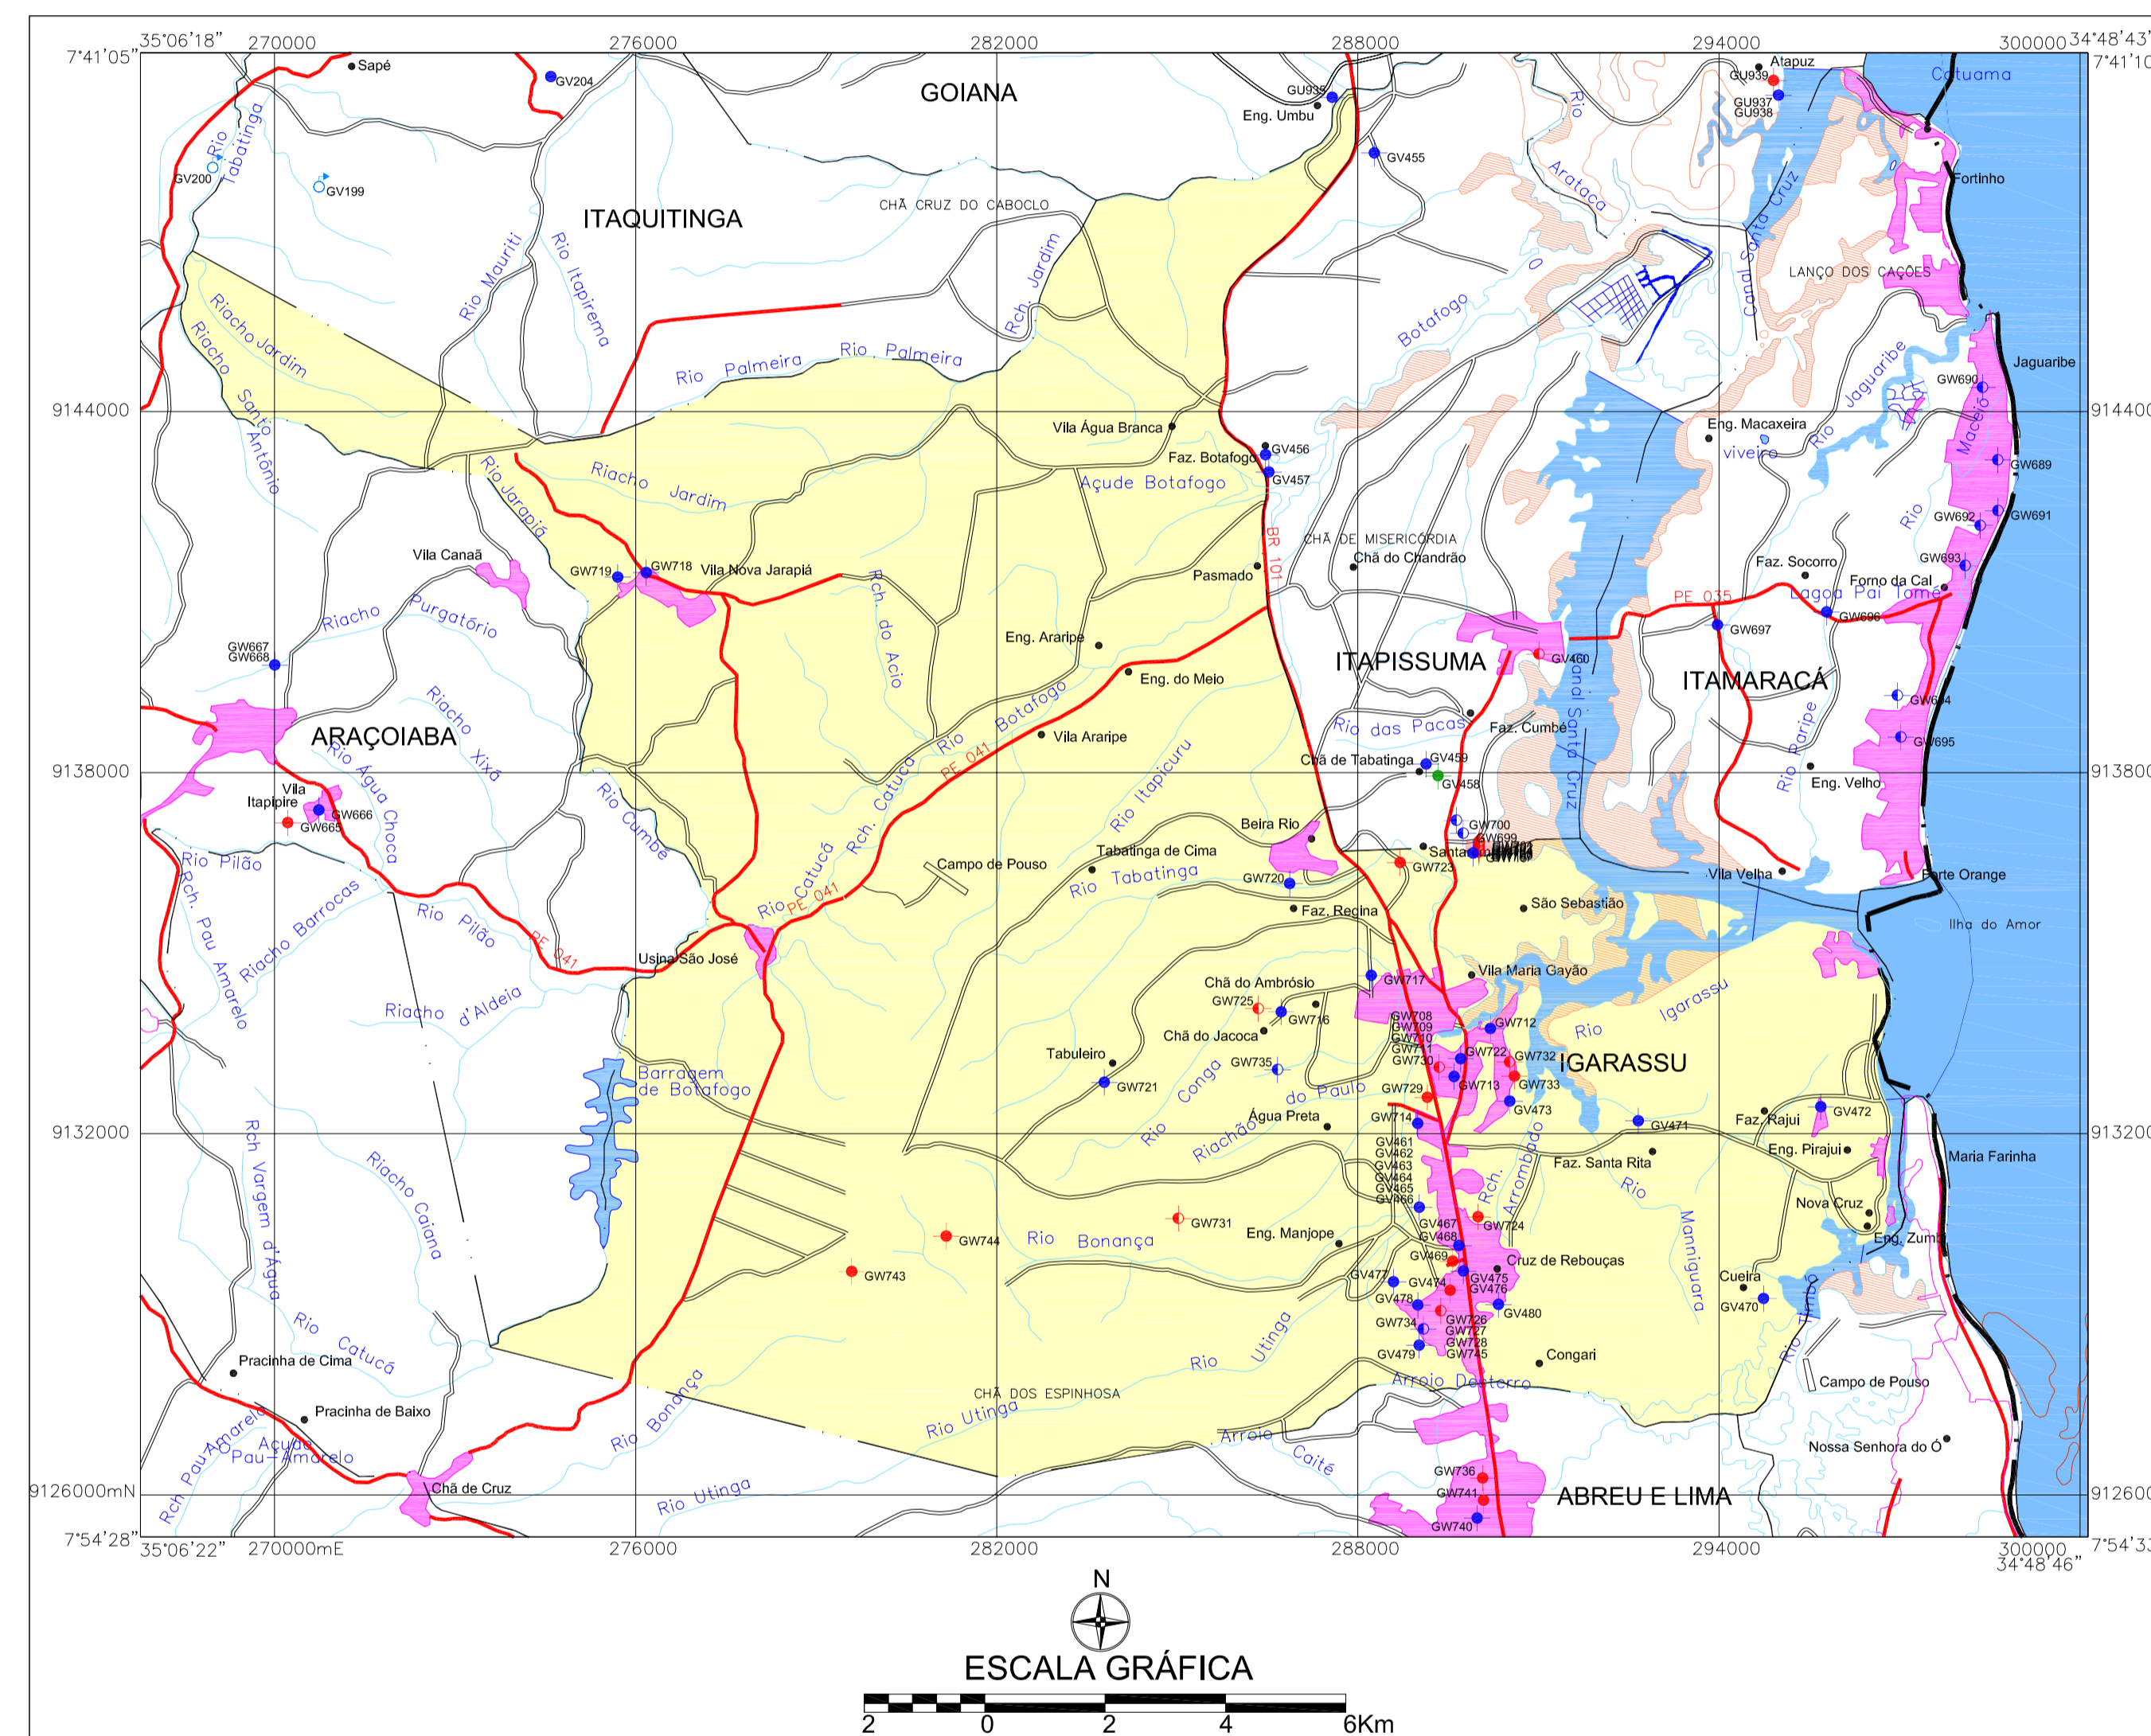 35°06'18"
270000
276000
282000
288000
294000
300000
34°48'43"
7°41'05"
7°41'10
Sapé
GV204
GOIANA
GU935
Eng. Umbu
Atapuz
GU939
GU937
GU938
Catuama
Rio
Tabatinga
GV200
GV199
GV455
Rio
Arataca
Canal Santa Cruz
Fortinho
ITAQUITINGA
CHÃ CRUZ DO CABOCLO
Rio Mauriti
Rio Itapirema
Rch. Jardim
LANÇO DOS CAÇÕES
Riacho Jardim
Riacho Santo Antônio
Rio Palmeira
Rio Palmeira
Botafogo
Jaguaribe
Rio Jaguaribe
GW690
9144000
914400
Vila Água Branca
Eng. Macaxeira
viveiro
Rio Maceió
GV456
Faz. Botafogo
GV457
Açude Botafogo
GW689
Rio Jarapiá
Riacho Jardim
GW691
GW692
BR 101
CHÃ DE MISERICÓRDIA
Chã do Chandrão
Vila Canaã
GW719
GW718
Vila Nova Jarapiá
Pasmado
Faz. Socorro
GW693
Forno da Cal
Lagoa Pai Tomé
PE 035
GW696
GW697
Riacho Purgatório
Rch. do Acio
Eng. Araripe
GW667
GW668
ITAPISSUMA
GV460
ITAMARACÁ
Eng. do Meio
GW694
Riacho Xixá
Rio Botafogo
Rio das Pacas
Faz. Cumbé
Canal Santa Cruz
ARAÇOIABA
Vila Araripe
GW695
Rio Água Choca
PE 041
Rio Itapicuru
Chã de Tabatinga
GV459
GV458
Rio Paripe
Eng. Velho
9138000
913800
Vila
Itapipire
GW666
GW665
Rio Cumbe
Rch. Catucá
Beira Rio
GW700
GW699
Rio Pilão
Campo de Pouso
Tabatinga de Cima
GW723
Rio Tabatinga
GW720
Vila Velha
Forte Orange
Rch. Pau Amarelo
Riacho Barrocas
Rio Pilão
Rio Catucá
PE 041
Faz. Regina
São Sebastião
Ilha do Amor
PE 041
Usina São José
Vila Maria Gayão
GW717
Chã do Ambrósio
GW725
GW716
Riacho d'Aldeia
Rio Igarassu
Chã do Jacoca
GW708
GW709
GW710
GW711
GW712
GW722
GW730
GW732
IGARASSU
Tabuleiro
GW735
GW713
GW733
Barragem
de Botafogo
GW721
Rio Conga
Riachão do Paulo
GW729
GV473
Faz. Rajui
GV472
Água Preta
GW714
GV471
9132000
913200
Rch Vargem d'Água
Riacho Caiana
GV461
GV462
GV463
GV464
GV465
GV466
Faz. Santa Rita
Eng. Pirajui
Maria Farinha
Rch. Arrombado
Rio Manniguara
GW731
GV467
GW724
Nova Cruz
GW744
Rio Bonança
Eng. Manjope
GV468
Eng. Zumbi
GW743
GV469
Cruz de Rebouças
GV477
GV474
GV475
GV476
Cueira
GV478
GV480
GV470
Rio Catucá
GW734
GW726
GW727
GW728
GV479
GW745
Rio Utinga
Rio Timbó
Pracinha de Cima
Congari
Arroio Desterro
Campo de Pouso
CHÃ DOS ESPINHOSA
Pracinha de Baixo
Rio Bonança
Rio Utinga
Rch Pau Amarelo
Açude
Pau-Amarelo
Arroio Caité
Nossa Senhora do Ó
Chã de Cruz
Rio Utinga
GW736
GW741
GW740
ABREU E LIMA
9126000mN
912600
7°54'28"
35°06'22"
270000mE
276000
282000
288000
294000
300000
34°48'46"
7°54'33
N
ESCALA GRÁFICA
2 0 2 4 6Km